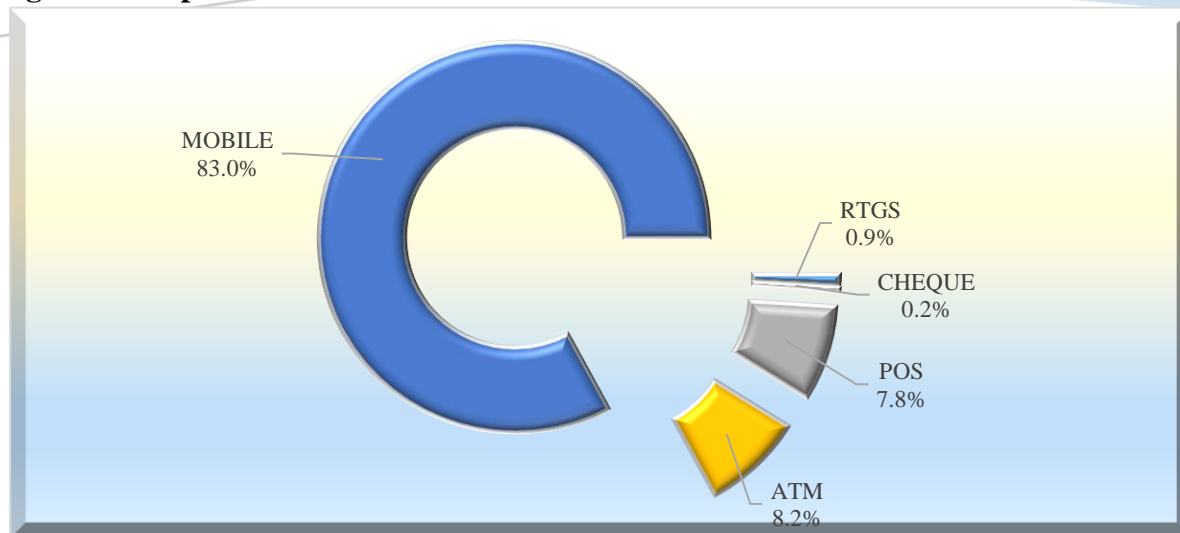 MOBILE
83.0%
RTGS
0.9%
CHEQUE
0.2%
POS
7.8%
ATM
8.2%